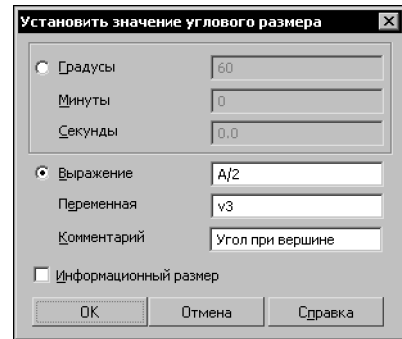 Установить значение углового размера
Градусы 60
Минуты 0
Секунды 0.0
Выражение A/2
Переменная v3
Комментарий Угол при вершине
Информационный размер
OK Отмена Справка